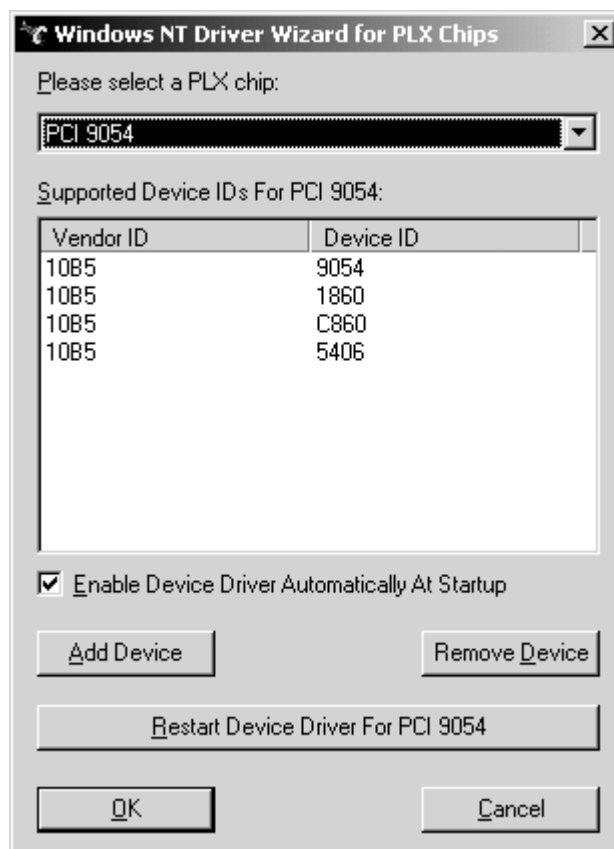 Windows NT Driver Wizard for PLX Chips
Please select a PLX chip:
PCI 9054
Supported Device IDs For PCI 9054:
Vendor ID Device ID
10B5 9054
10B5 1860
10B5 C860
10B5 5406
Enable Device Driver Automatically At Startup
Add Device Remove Device
Restart Device Driver For PCI 9054
OK Cancel